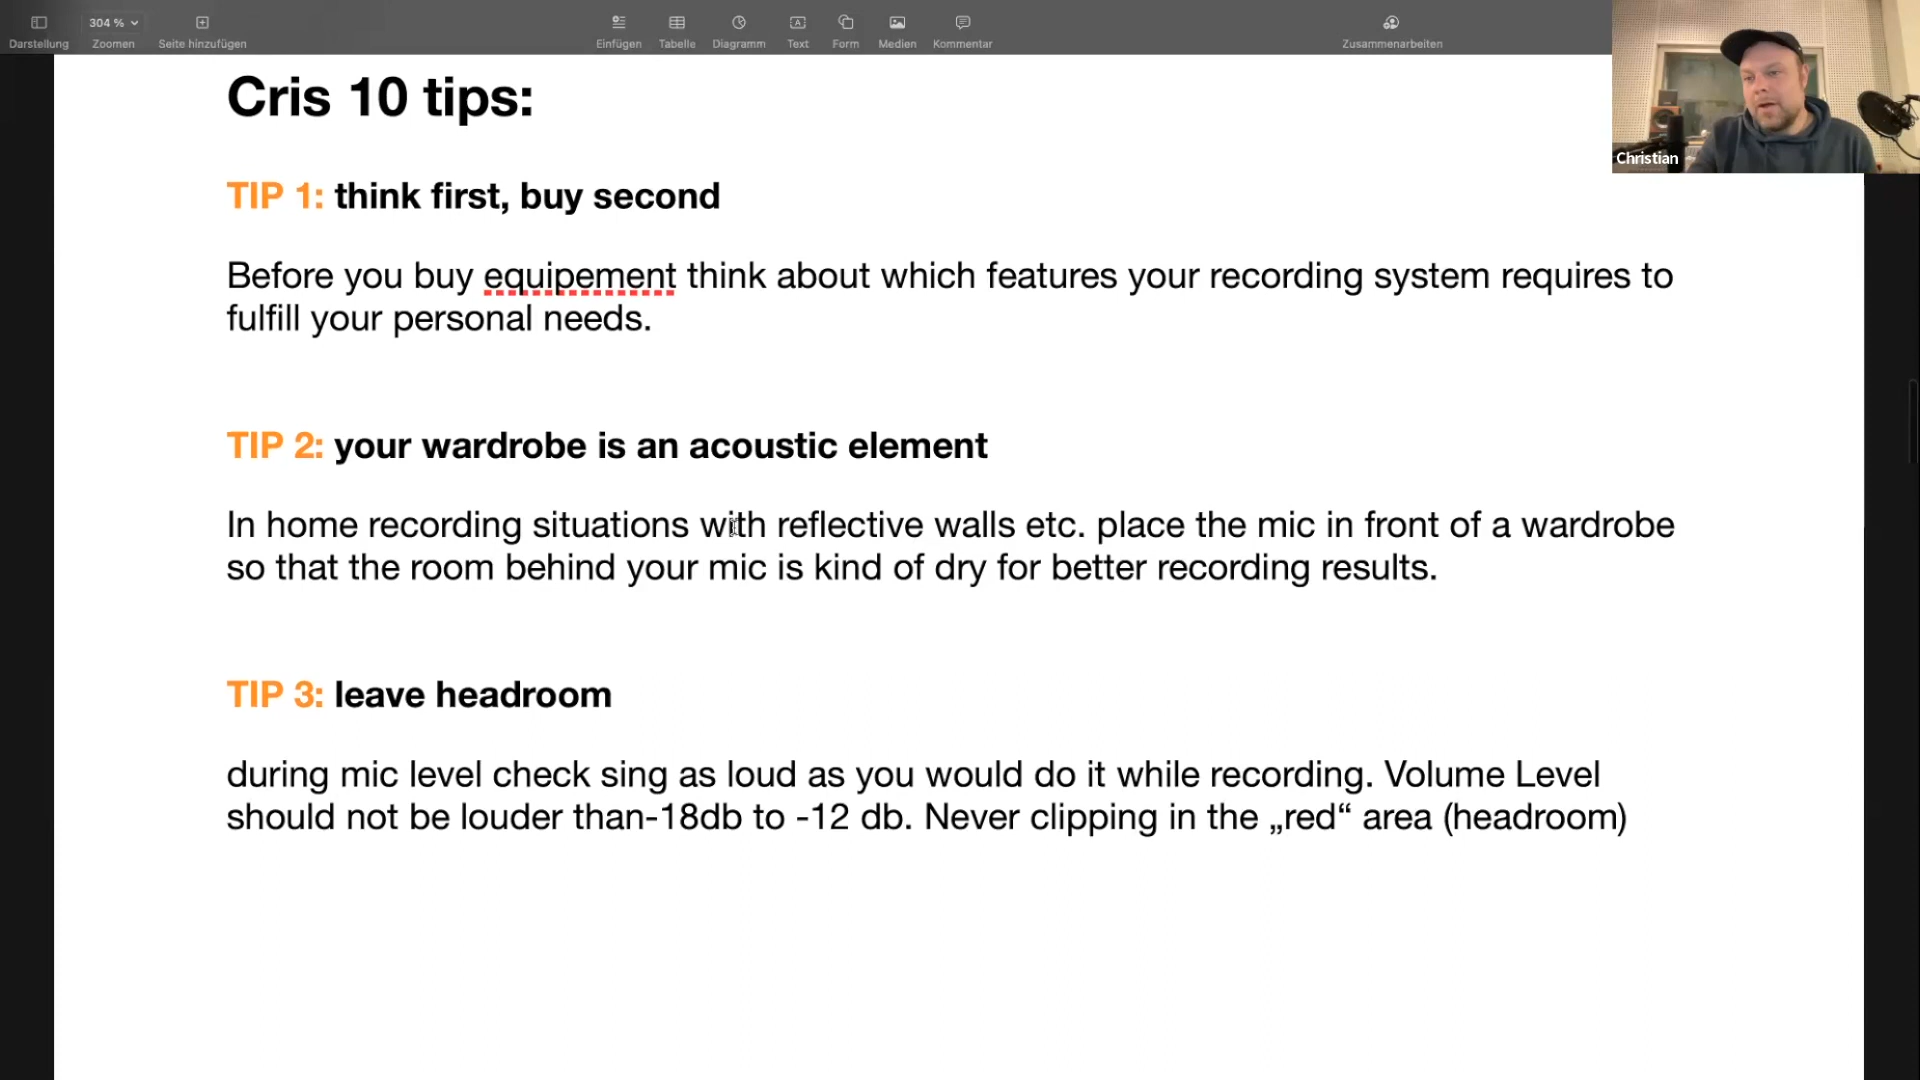 304 %
Darstellung
Zoomen
Seite hinzufügen
Einfügen
Tabelle
Diagramm
Text
Form
Medien
Kommentar
Zusammenarbeiten
Christian
Cris 10 tips:
TIP 1: think first, buy second
Before you buy equipement think about which features your recording system requires to
fulfill your personal needs.
TIP 2: your wardrobe is an acoustic element
In home recording situations with reflective walls etc. place the mic in front of a wardrobe
so that the room behind your mic is kind of dry for better recording results.
TIP 3: leave headroom
during mic level check sing as loud as you would do it while recording. Volume Level
should not be louder than-18db to -12 db. Never clipping in the „red“ area (headroom)